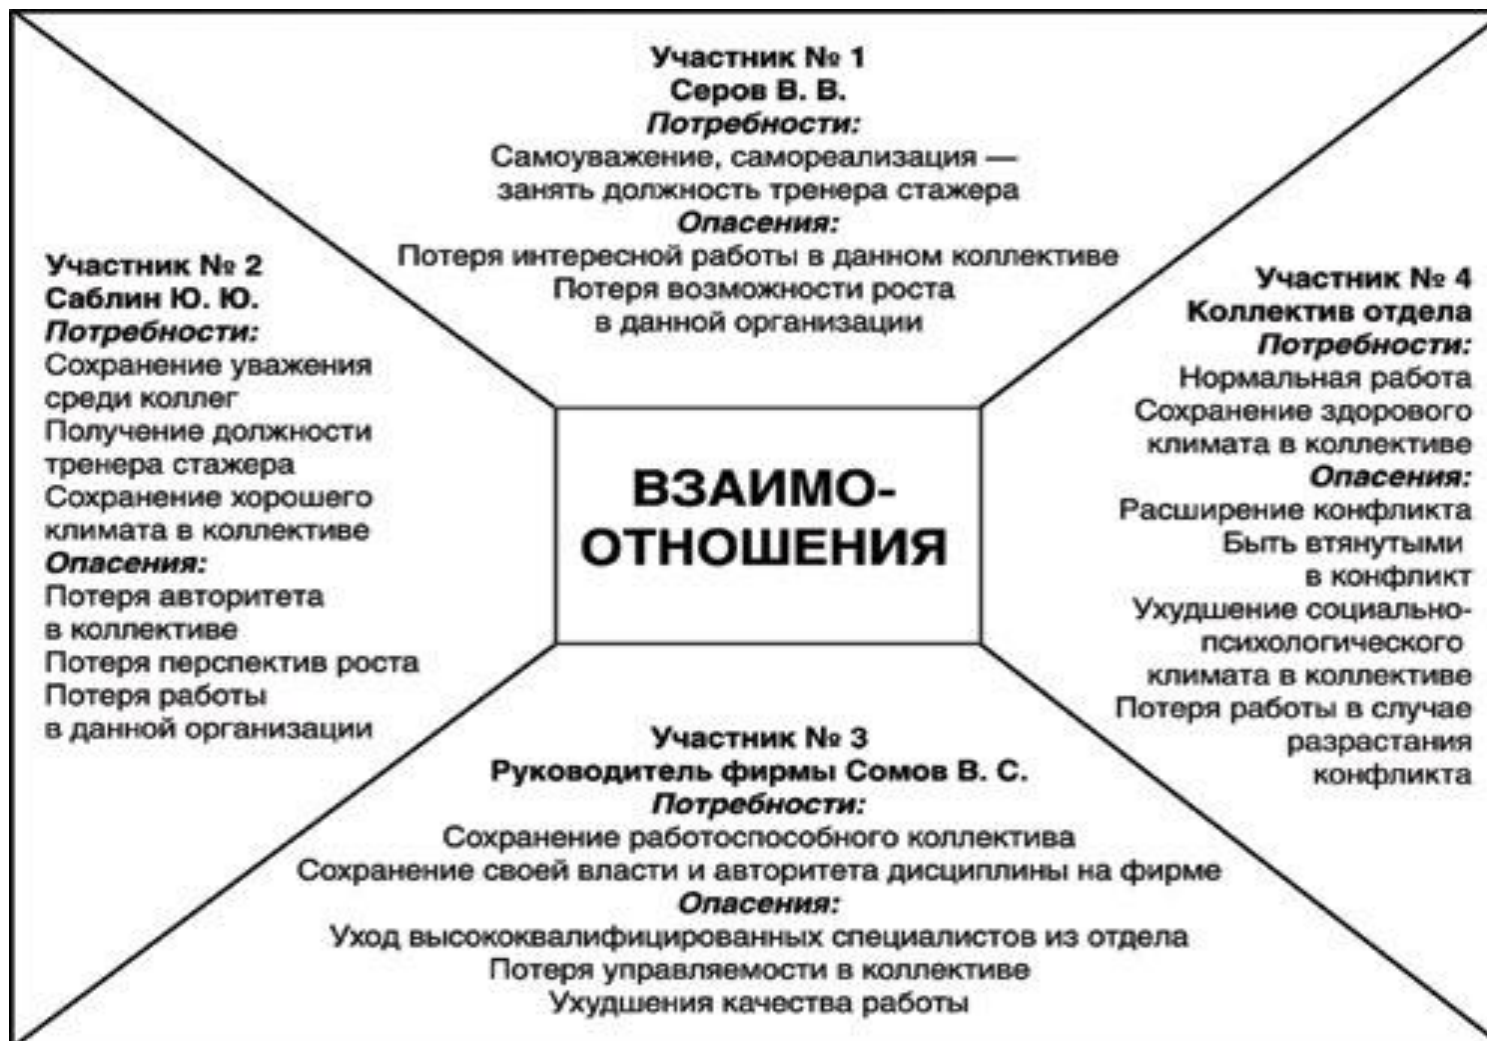 Участник № 1
Серов В. В.
Потребности:
Самоуважение, самореализация —
занять должность тренера стажера
Опасения:
Потеря интересной работы в данном коллективе
Потеря возможности роста
в данной организации
Участник № 2
Саблин Ю. Ю.
Потребности:
Сохранение уважения
среди коллег
Получение должности
тренера стажера
Сохранение хорошего
климата в коллективе
Опасения:
Потеря авторитета
в коллективе
Потеря перспектив роста
Потеря работы
в данной организации
ВЗАИМО-
ОТНОШЕНИЯ
Участник № 4
Коллектив отдела
Потребности:
Нормальная работа
Сохранение здорового
климата в коллективе
Опасения:
Расширение конфликта
Быть втянутыми
в конфликт
Ухудшение социально-
психологического
климата в коллективе
Потеря работы в случае
разрастания
конфликта
Участник № 3
Руководитель фирмы Сомов В. С.
Потребности:
Сохранение работоспособного коллектива
Сохранение своей власти и авторитета дисциплины на фирме
Опасения:
Уход высококвалифицированных специалистов из отдела
Потеря управляемости в коллективе
Ухудшения качества работы